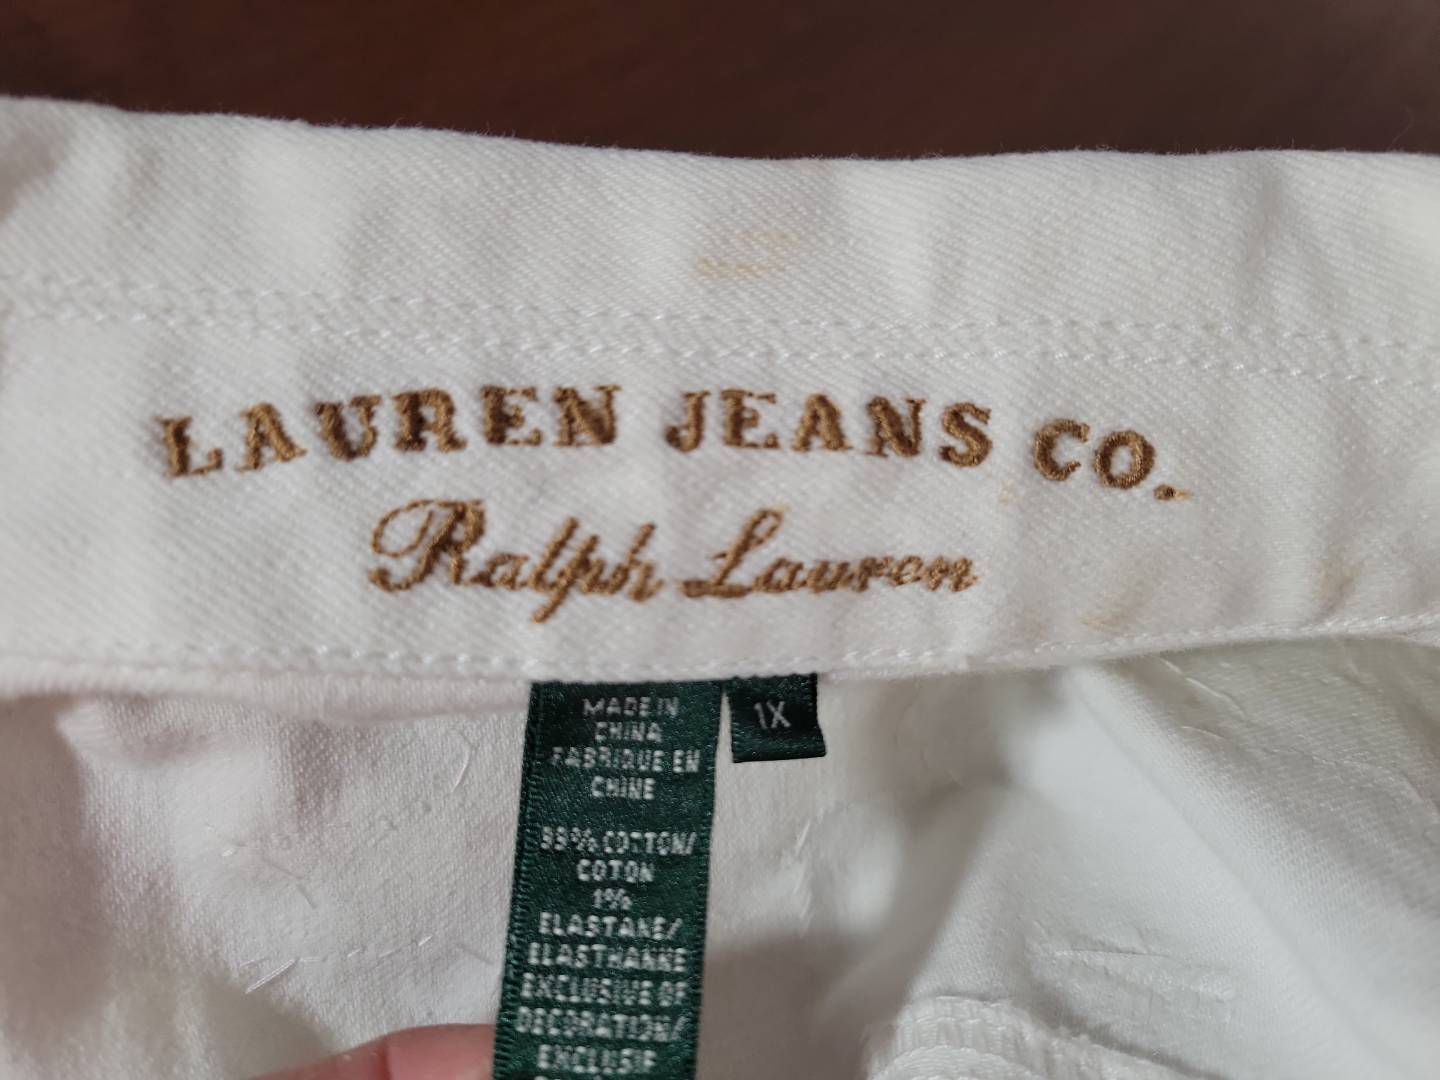 LAUREN JEANS CO.
Ralph Lauren
1X
MADE IN
CHINA
FABRIQUE EN
CHINE
99% COTTON/
COTON
1%
ELASTANE/
ELASTHANNE
EXCLUSIVE OF
DECORATION/
EXCLUSIF